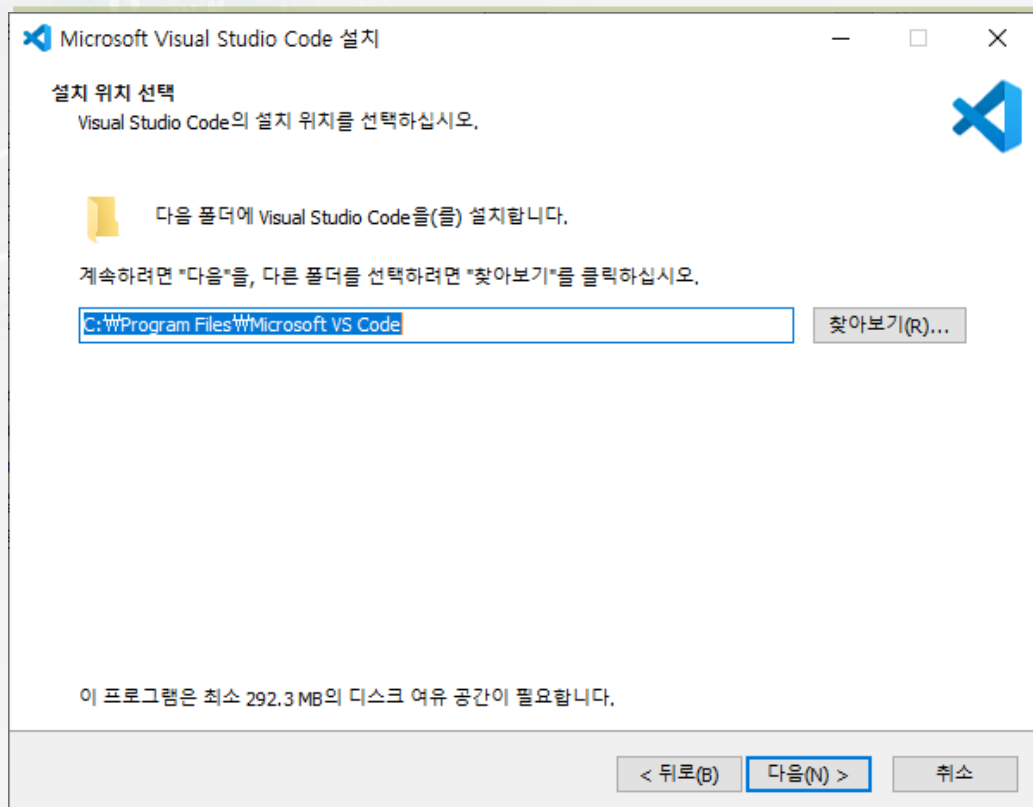 Microsoft Visual Studio Code 설치
설치 위치 선택
Visual Studio Code의 설치 위치를 선택하십시오.
다음 폴더에 Visual Studio Code을(를) 설치합니다.
계속하려면 "다음"을, 다른 폴더를 선택하려면 "찾아보기"를 클릭하십시오.
C:₩Program Files₩Microsoft VS Code
찾아보기(R)...
이 프로그램은 최소 292.3 MB의 디스크 여유 공간이 필요합니다.
< 뒤로(B) 다음(N) > 취소